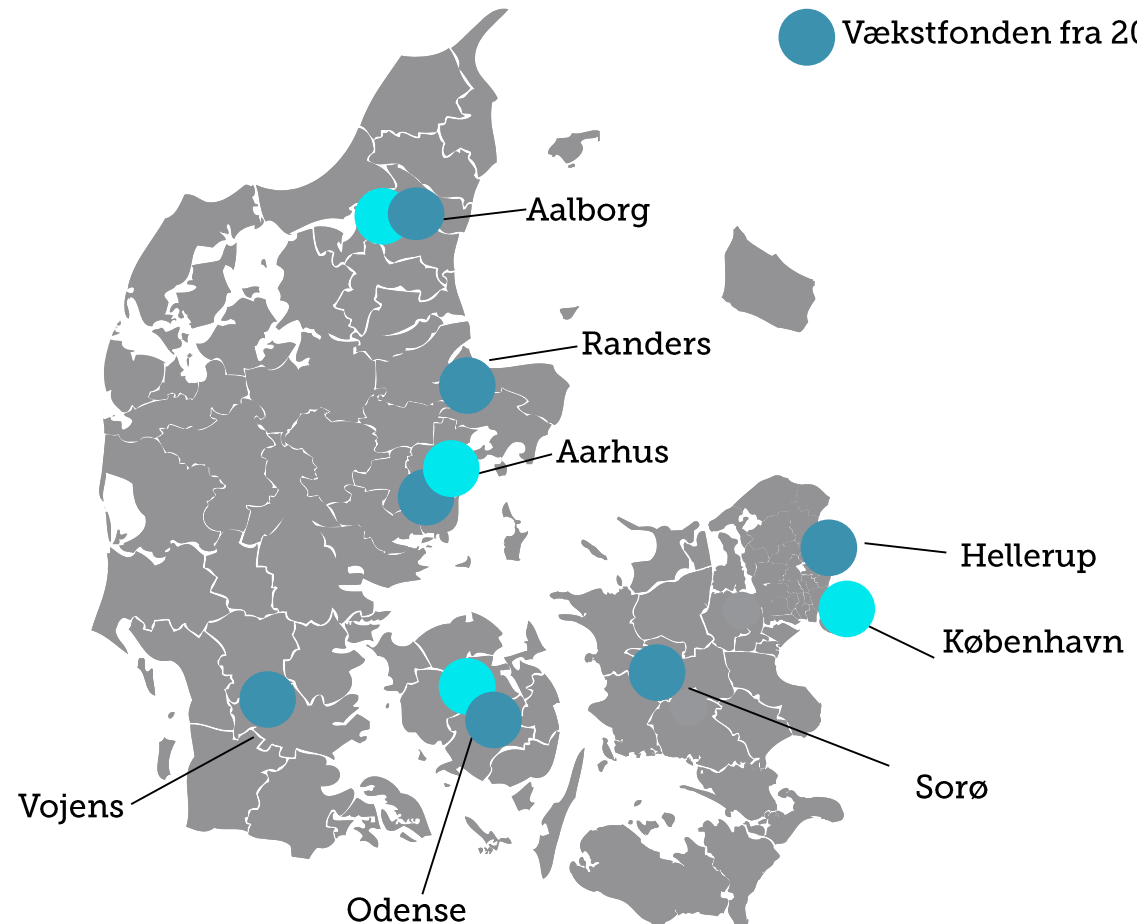 Vækstfonden fra 20
Aalborg
Randers
Aarhus
Hellerup
København
Sorø
Vojens
Odense